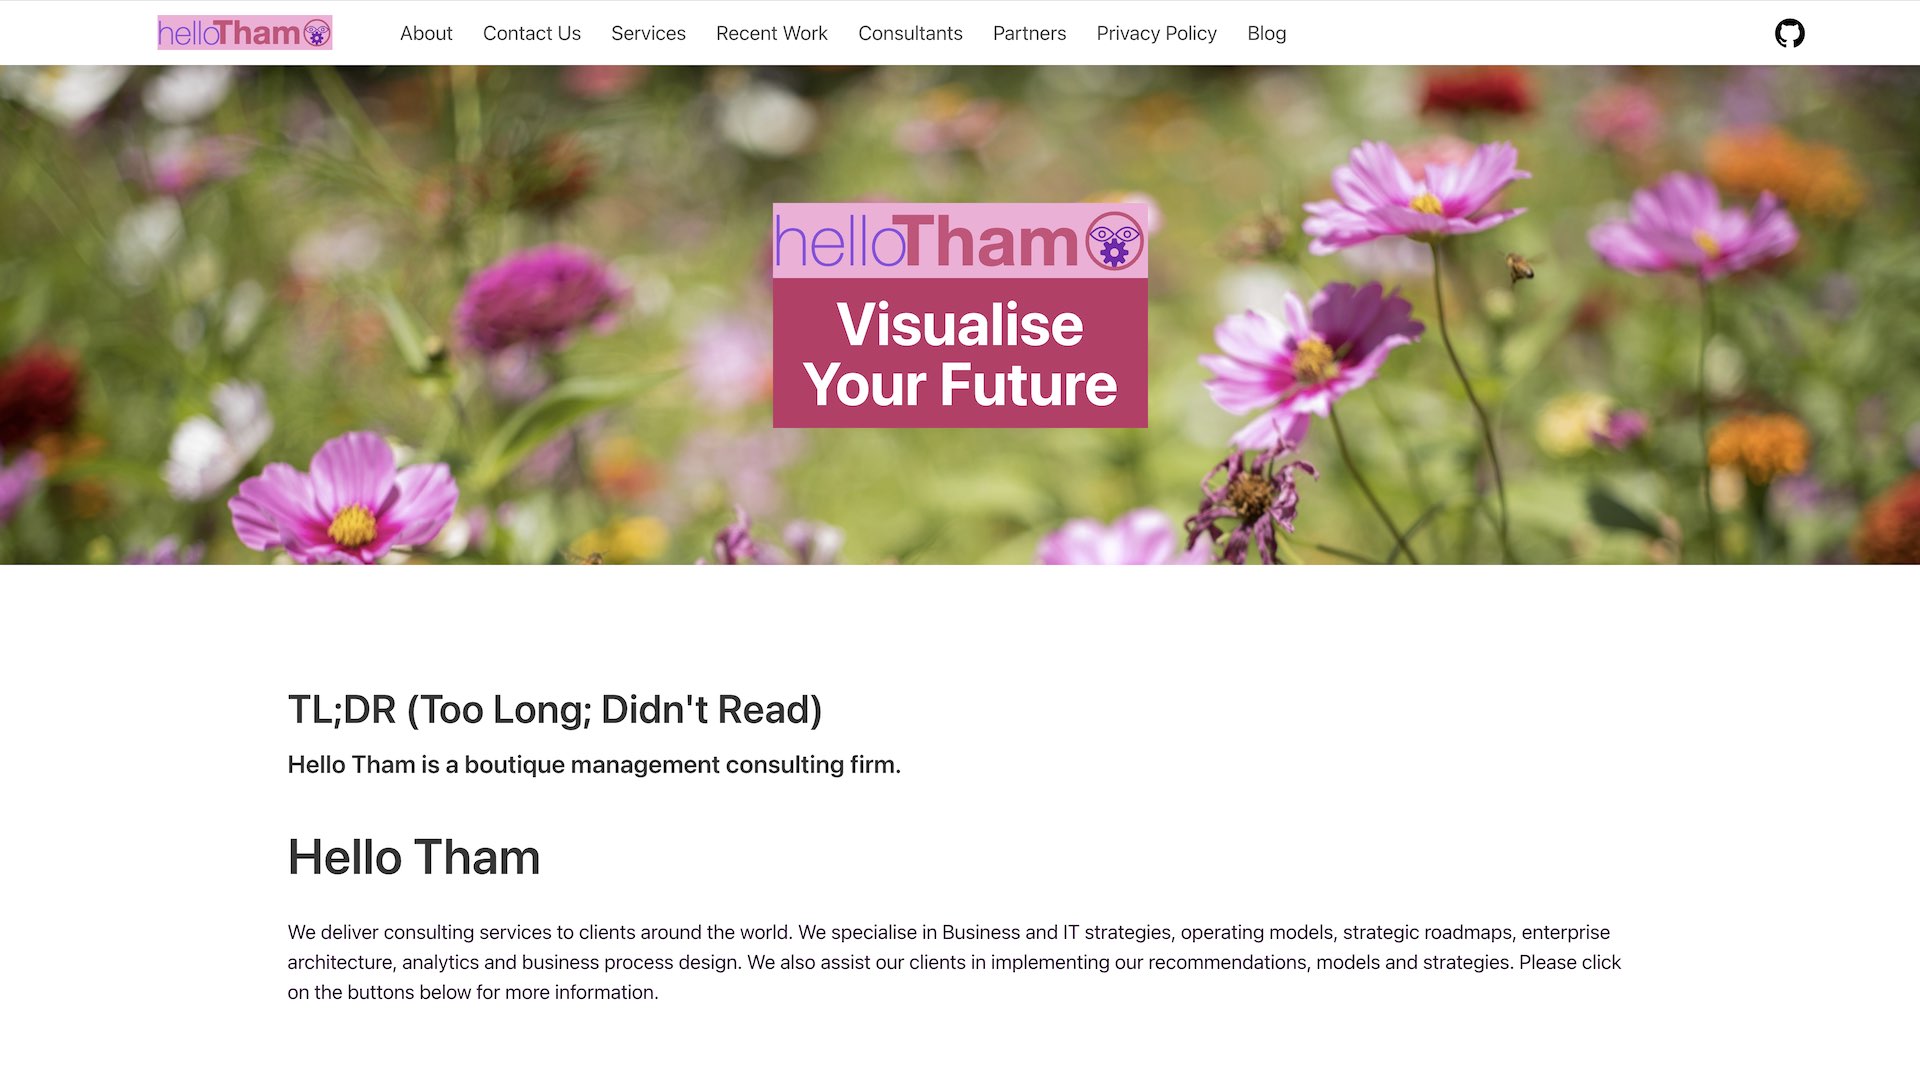 helloTham
About Contact Us Services Recent Work Consultants Partners Privacy Policy Blog
helloTham
Visualise
Your Future
TL;DR (Too Long; Didn't Read)
Hello Tham is a boutique management consulting firm.
Hello Tham
We deliver consulting services to clients around the world. We specialise in Business and IT strategies, operating models, strategic roadmaps, enterprise
architecture, analytics and business process design. We also assist our clients in implementing our recommendations, models and strategies. Please click
on the buttons below for more information.